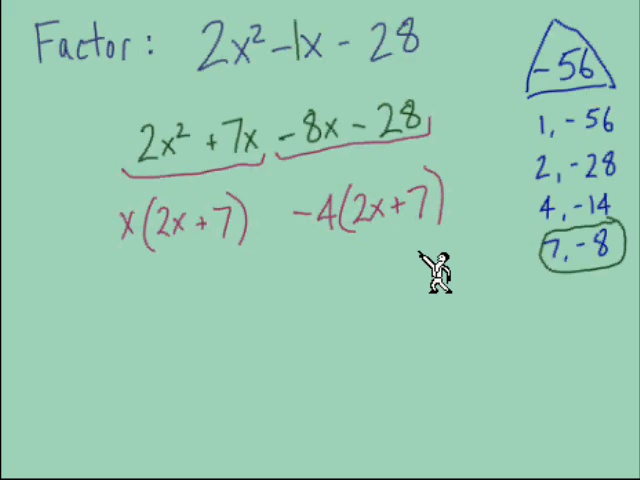 Factor: 2x² -1x - 28
2x² + 7x - 8x - 28
x(2x + 7) -4(2x + 7)
-56
1, -56
2, -28
4, -14
7, -8